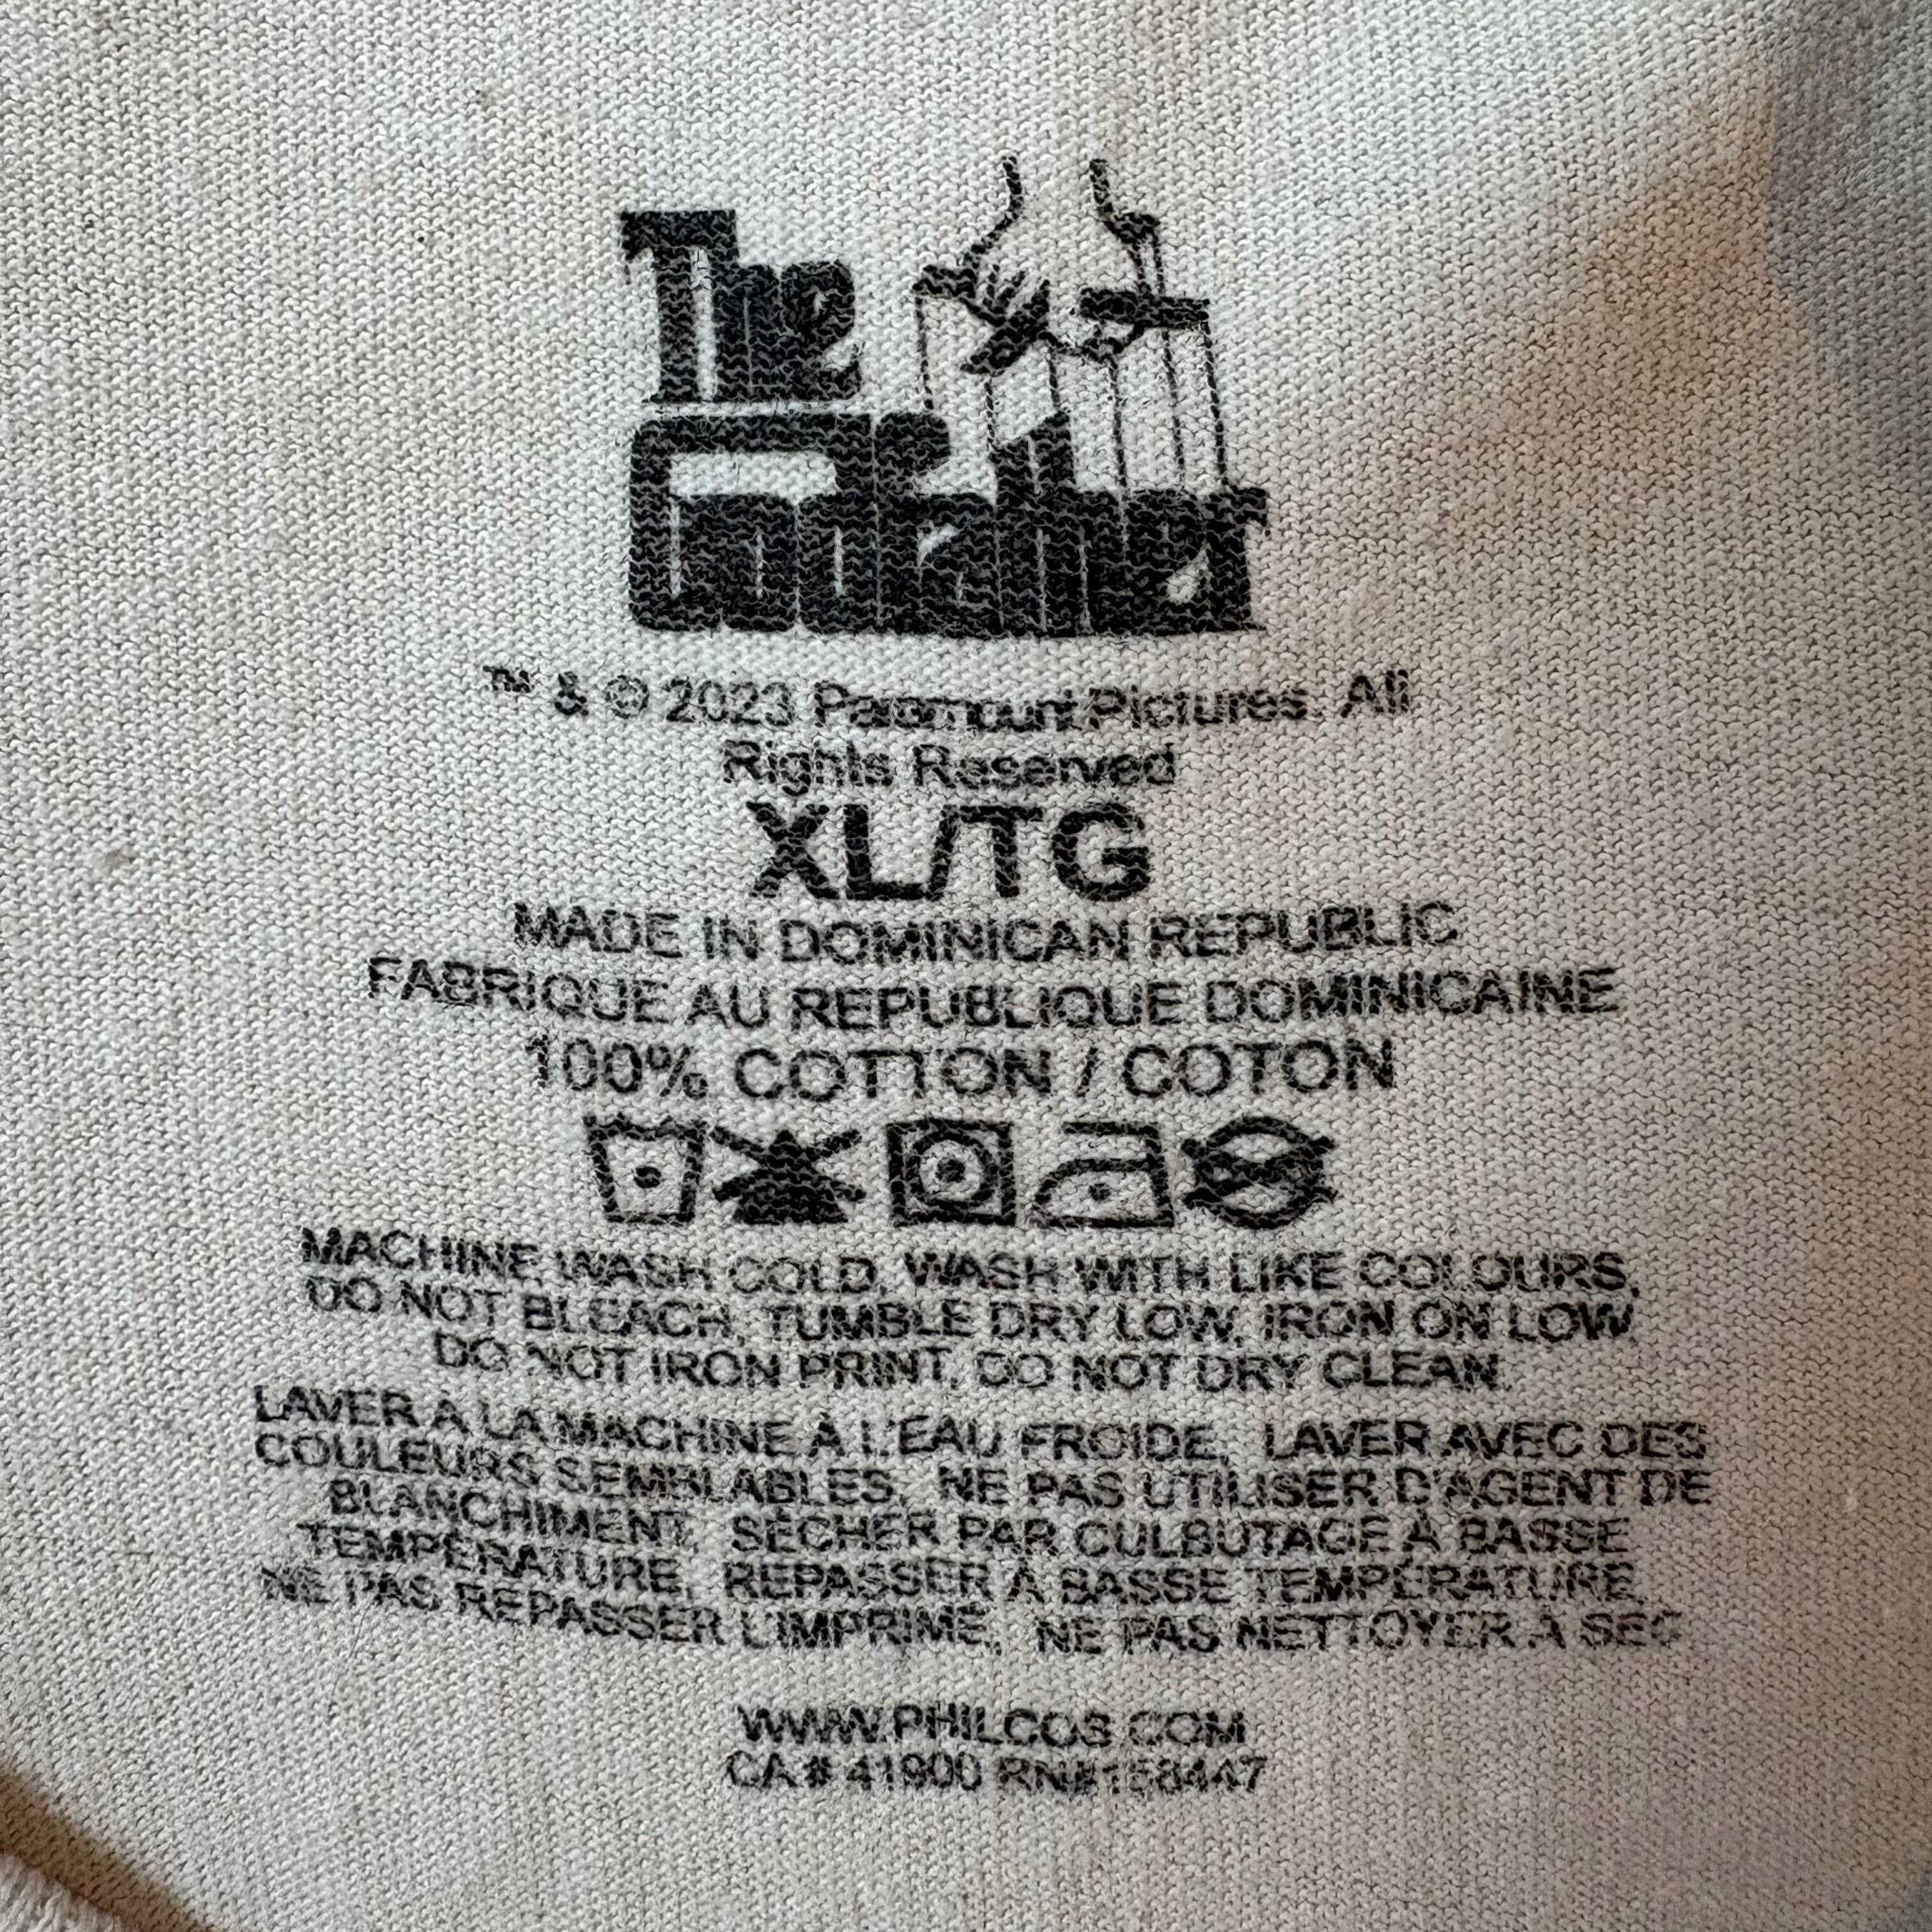 The
Godfather
™ & © 2023 Paramount Pictures. All
Rights Reserved
XL/TG
MADE IN DOMINICAN REPUBLIC
FABRIQUE AU REPUBLIQUE DOMINICAINE
100% COTTON / COTON
MACHINE WASH COLD, WASH WITH LIKE COLOURS,
DO NOT BLEACH, TUMBLE DRY LOW, IRON ON LOW
DO NOT IRON PRINT, DO NOT DRY CLEAN.
LAVER À LA MACHINE À L'EAU FROIDE, LAVER AVEC DES
COULEURS SEMBLABLES, NE PAS UTILISER D'AGENT DE
BLANCHIMENT, SÉCHER PAR CULBUTAGE À BASSE
TEMPÉRATURE, REPASSER À BASSE TEMPÉRATURE
NE PAS REPASSER L'IMPRIMÉ, NE PAS NETTOYER À SEC
WWW.PHILCOS.COM
CA# 41900 RN#158447